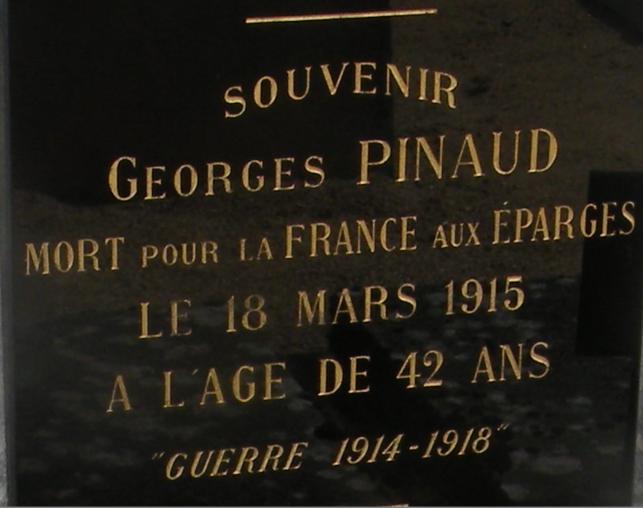 SOUVENIR
GEORGES PINAUD
MORT POUR LA FRANCE AUX ÉPARGES
LE 18 MARS 1915
A L'AGE DE 42 ANS
"GUERRE 1914-1918"